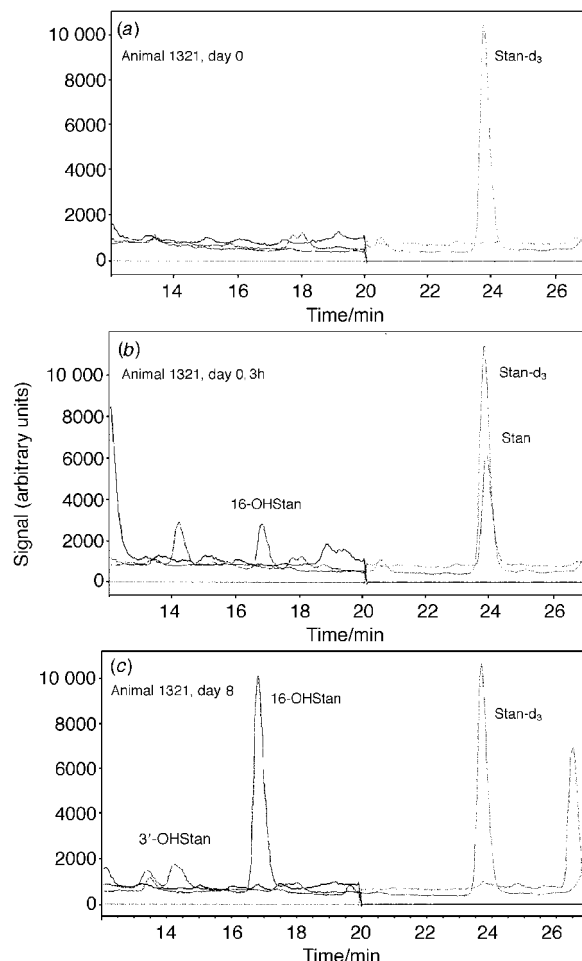 (a)
10 000
Animal 1321, day 0
Stan-d3
8000
6000
4000
2000
0
14 16 18 20 22 24 26
Time/min
(b)
10 000
Animal 1321, day 0, 3h
Stan-d3
8000
Stan
6000
4000
16-OHStan
2000
0
14 16 18 20 22 24 26
Time/min
Signal (arbitrary units)
(c)
10 000
Animal 1321, day 8
16-OHStan
Stan-d3
8000
6000
4000
3'-OHStan
2000
0
14 16 18 20 22 24 26
Time/min